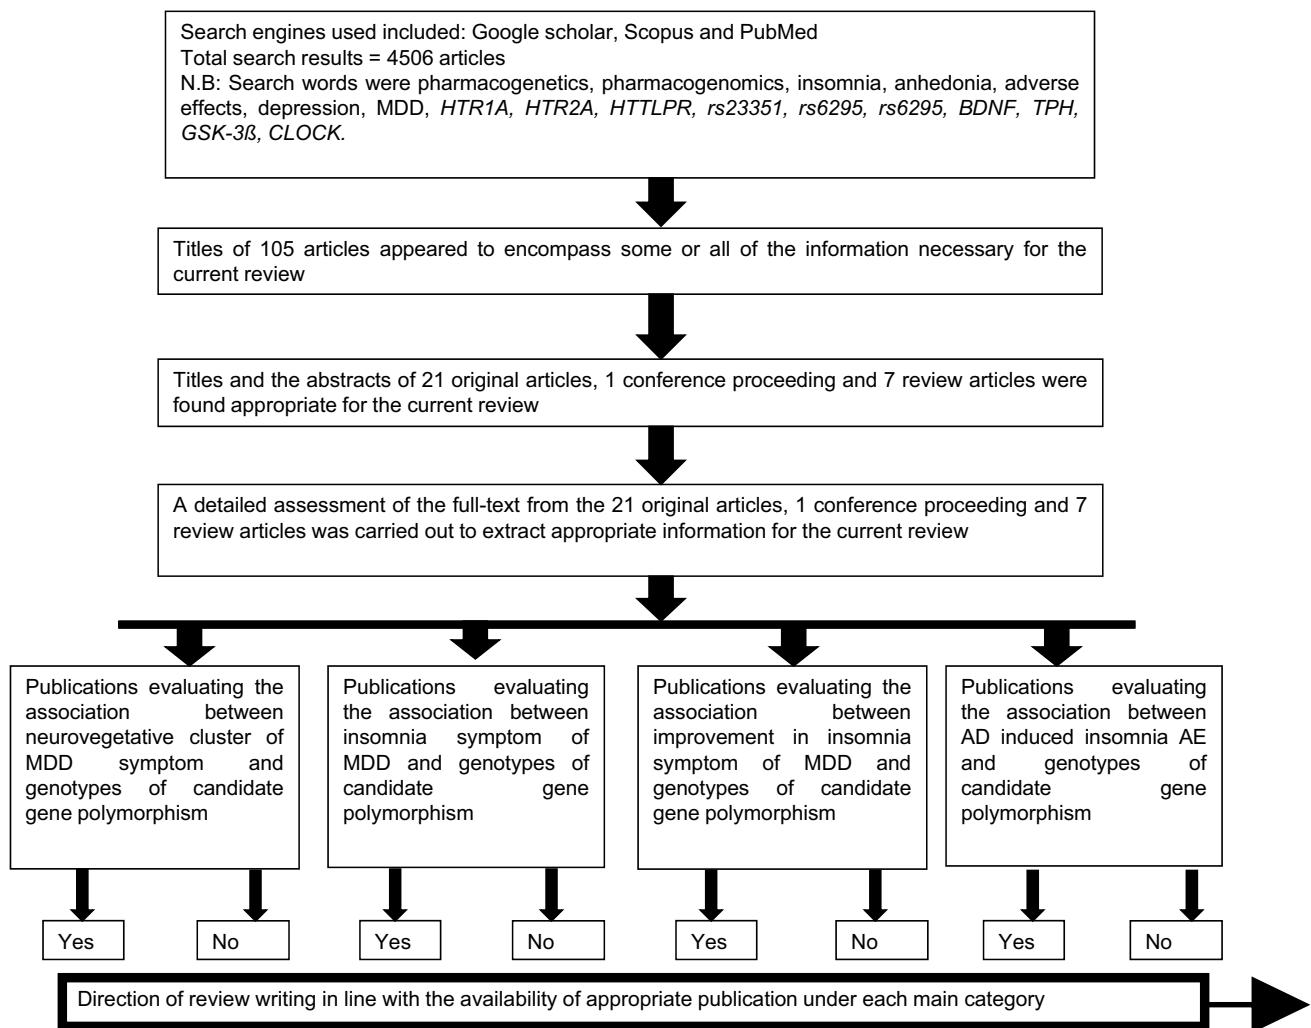 Search engines used included: Google scholar, Scopus and PubMed
Total search results = 4506 articles
N.B: Search words were pharmacogenetics, pharmacogenomics, insomnia, anhedonia, adverse
effects, depression, MDD, HTR1A, HTR2A, HTTLPR, rs23351, rs6295, rs6295, BDNF, TPH,
GSK-3ß, CLOCK.
Titles of 105 articles appeared to encompass some or all of the information necessary for the
current review
Titles and the abstracts of 21 original articles, 1 conference proceeding and 7 review articles were
found appropriate for the current review
A detailed assessment of the full-text from the 21 original articles, 1 conference proceeding and 7
review articles was carried out to extract appropriate information for the current review
Publications evaluating the
association between
neurovegetative cluster of
MDD symptom and
genotypes of candidate
gene polymorphism
Publications evaluating
the association between
insomnia symptom of
MDD and genotypes of
candidate gene
polymorphism
Publications evaluating the
association between
improvement in insomnia
symptom of MDD and
genotypes of candidate
gene polymorphism
Publications evaluating
the association between
AD induced insomnia AE
and genotypes of
candidate gene
polymorphism
Yes
No
Yes
No
Yes
No
Yes
No
Direction of review writing in line with the availability of appropriate publication under each main category